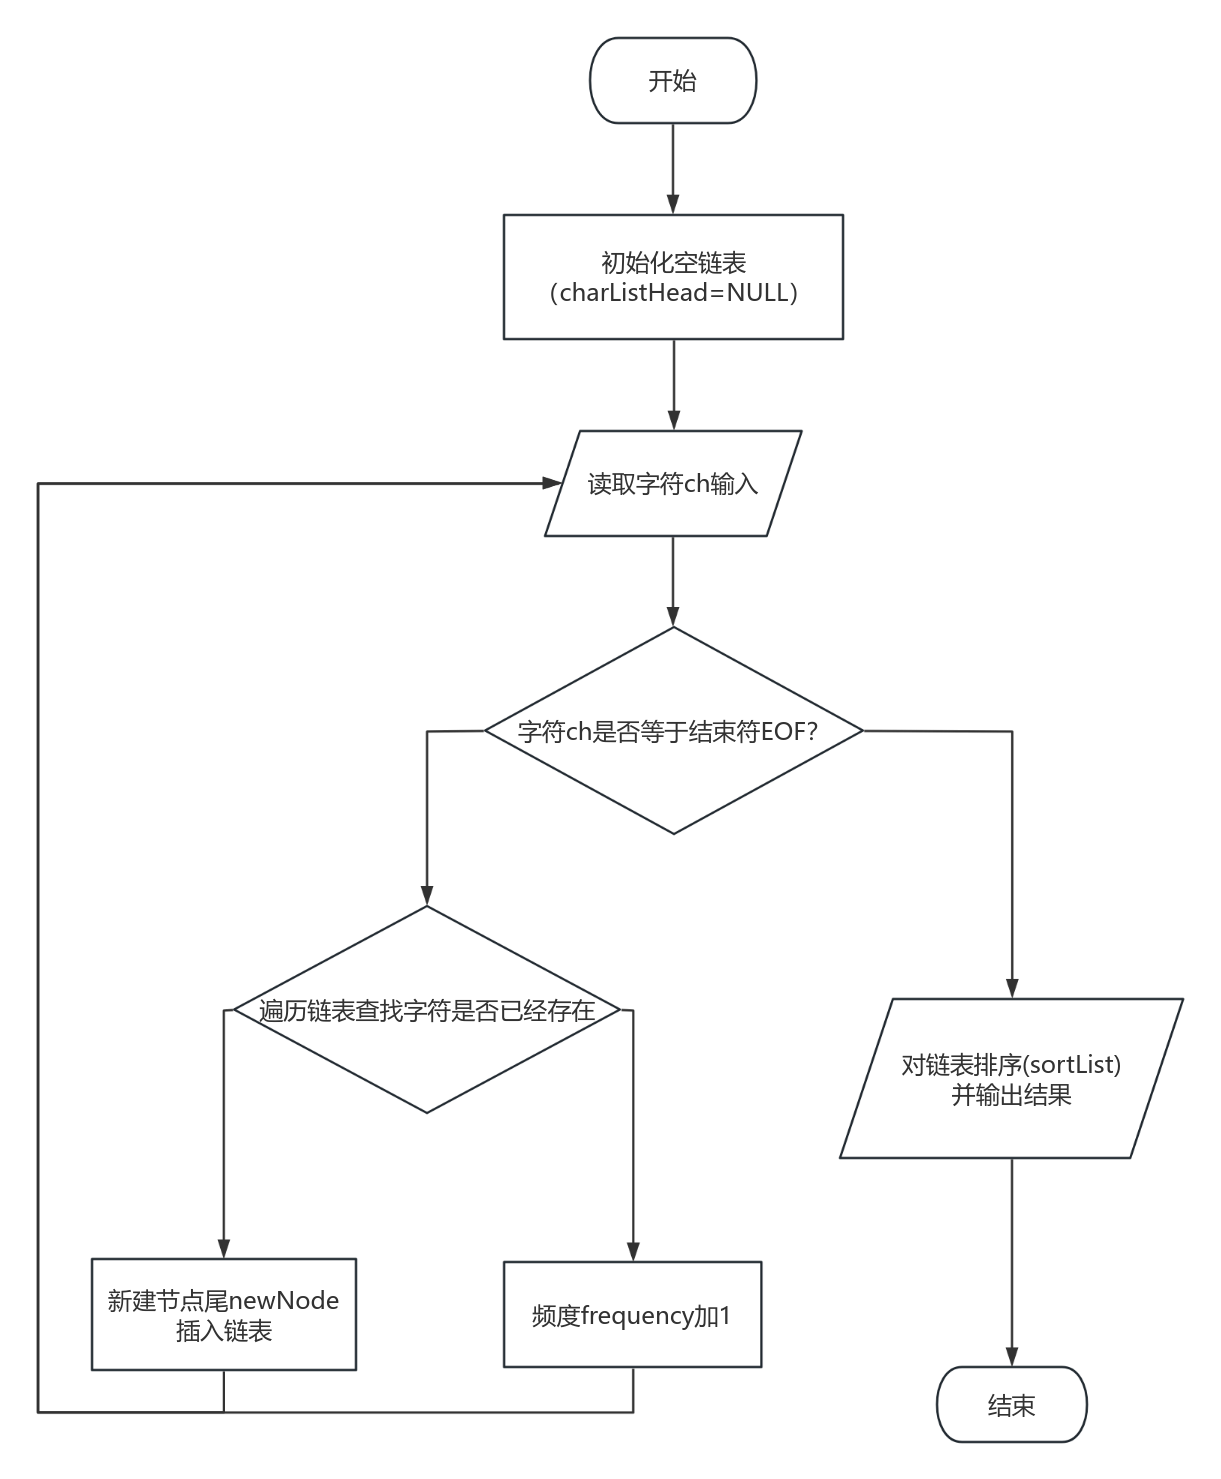 开始
初始化空链表
（charListHead=NULL）
读取字符ch输入
字符ch是否等于结束符EOF？
遍历链表查找字符是否已经存在
对链表排序(sortList)
并输出结果
新建节点尾newNode
插入链表
频度frequency加1
结束